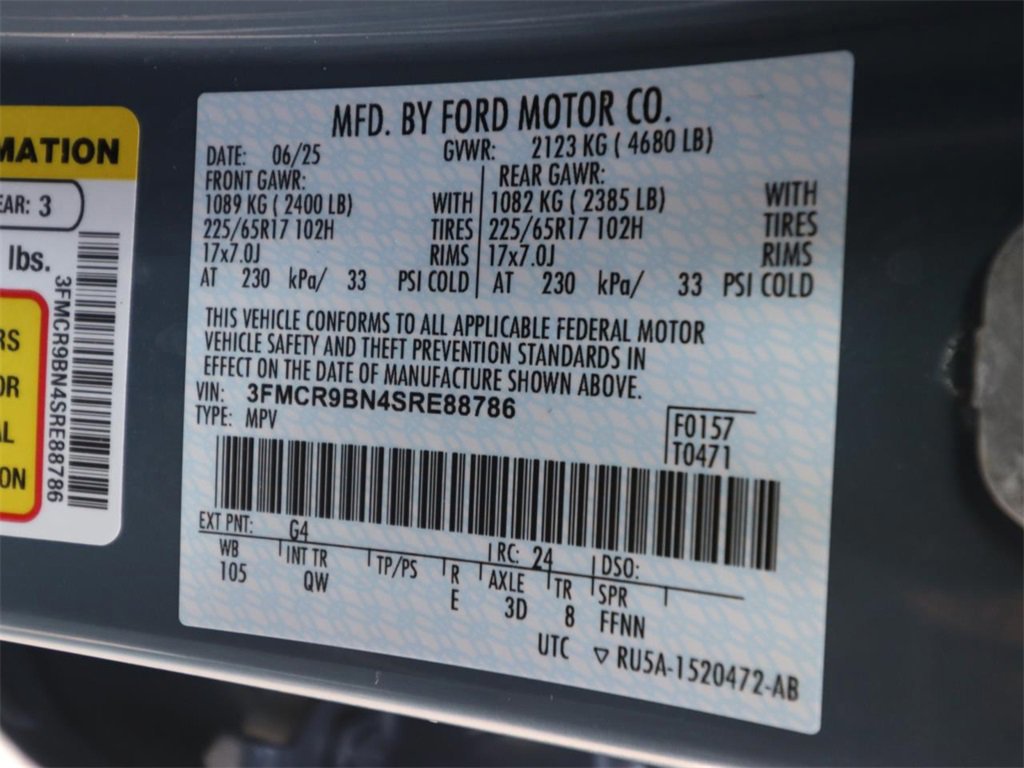 MATION
EAR: 3
lbs.
3FMCR9BN4SRE88786
RS
OR
AL
ON
MFD. BY FORD MOTOR CO.
DATE: 06/25 GVWR: 2123 KG ( 4680 LB)
FRONT GAWR: REAR GAWR:
1089 KG ( 2400 LB) WITH 1082 KG ( 2385 LB) WITH
225/65R17 102H TIRES 225/65R17 102H TIRES
17x7.0J RIMS 17x7.0J RIMS
AT 230 kPa/ 33 PSI COLD AT 230 kPa/ 33 PSI COLD
THIS VEHICLE CONFORMS TO ALL APPLICABLE FEDERAL MOTOR
VEHICLE SAFETY AND THEFT PREVENTION STANDARDS IN
EFFECT ON THE DATE OF MANUFACTURE SHOWN ABOVE.
VIN: 3FMCR9BN4SRE88786
TYPE: MPV
F0157
T0471
EXT PNT: G4 RC: 24 DSO:
WB INT TR TP/PS R AXLE TR SPR
105 QW E 3D 8 FFNN
UTC ▽ RU5A-1520472-AB